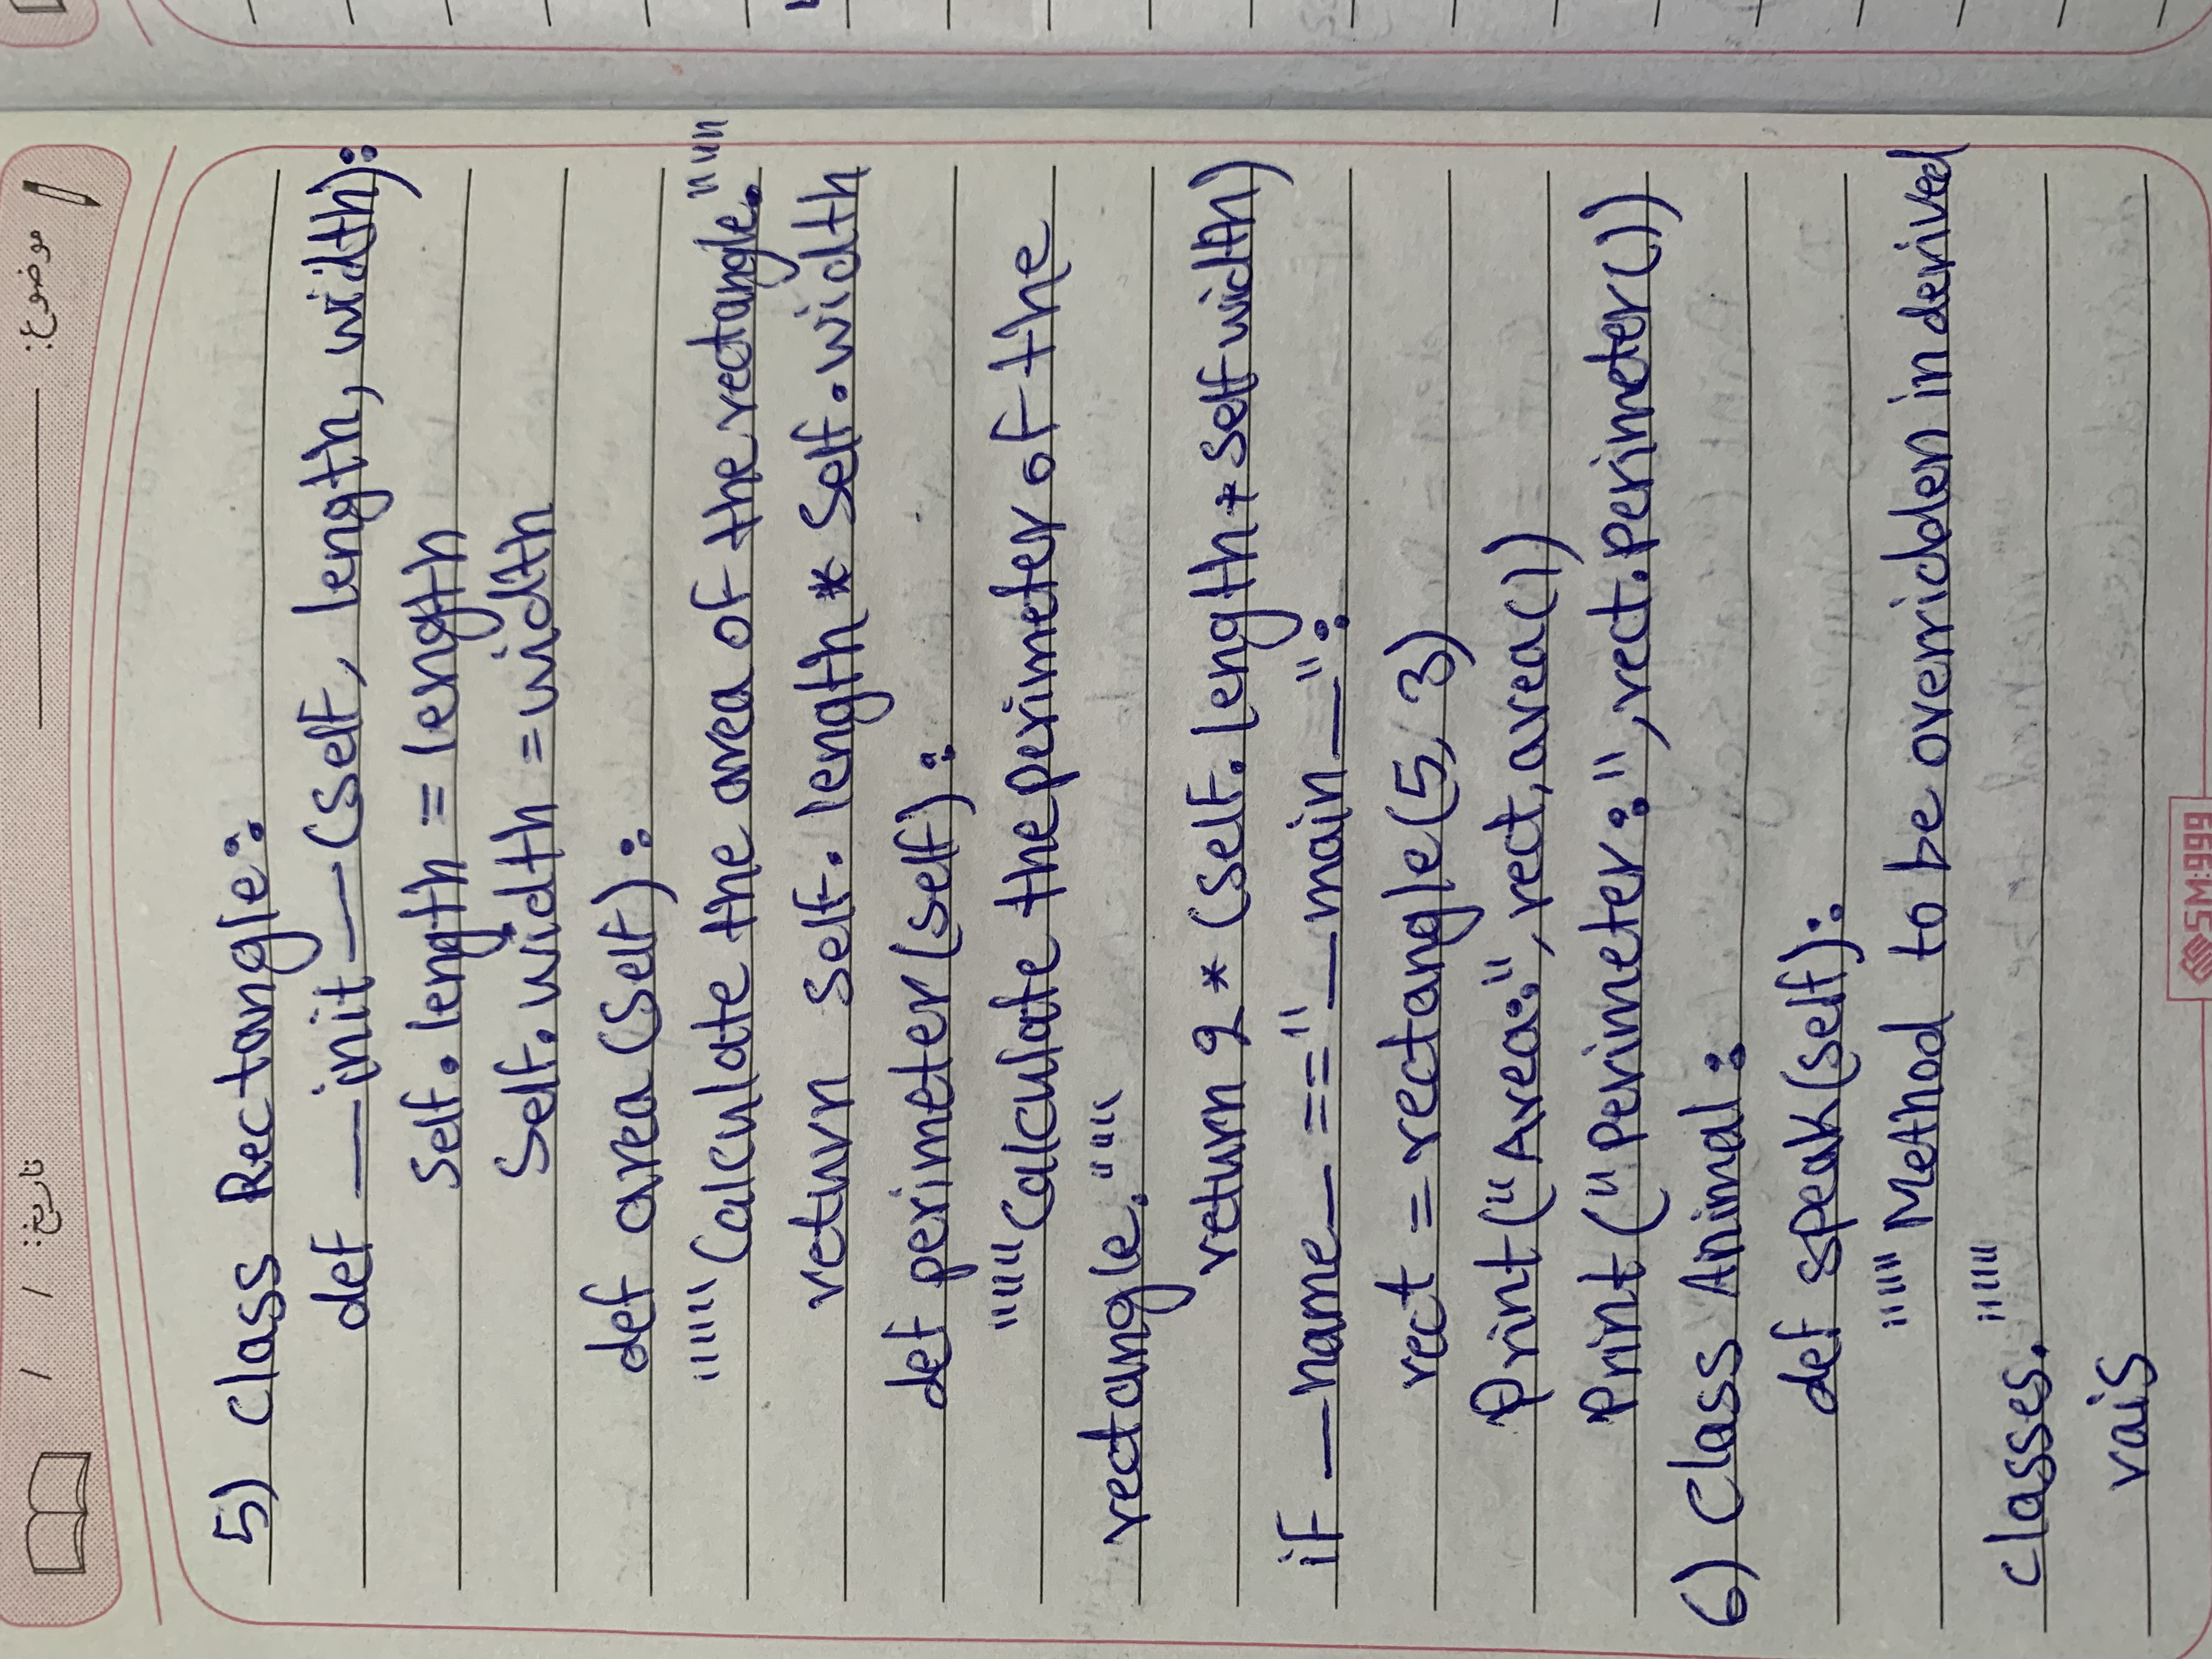 موضوع: تاریخ: / /
5) class Rectangle:
def __init__(self, length, width):
self.length = length
self.width = width
def area(self):
"""Calculate the area of the rectangle."""
return self.length * self.width
def perimeter(self):
"""Calculate the perimeter of the
rectangle."""
return 2 * (self.length + self width)
if __name__ == "__main__":
rect = rectangle(5, 3)
Print("Area:", rect, area())
Print("Perimeter:", rect.perimeter())
6) Class Animal:
def speak(self):
"""Method to be overridden in derived
classes."""
rais
SM:999